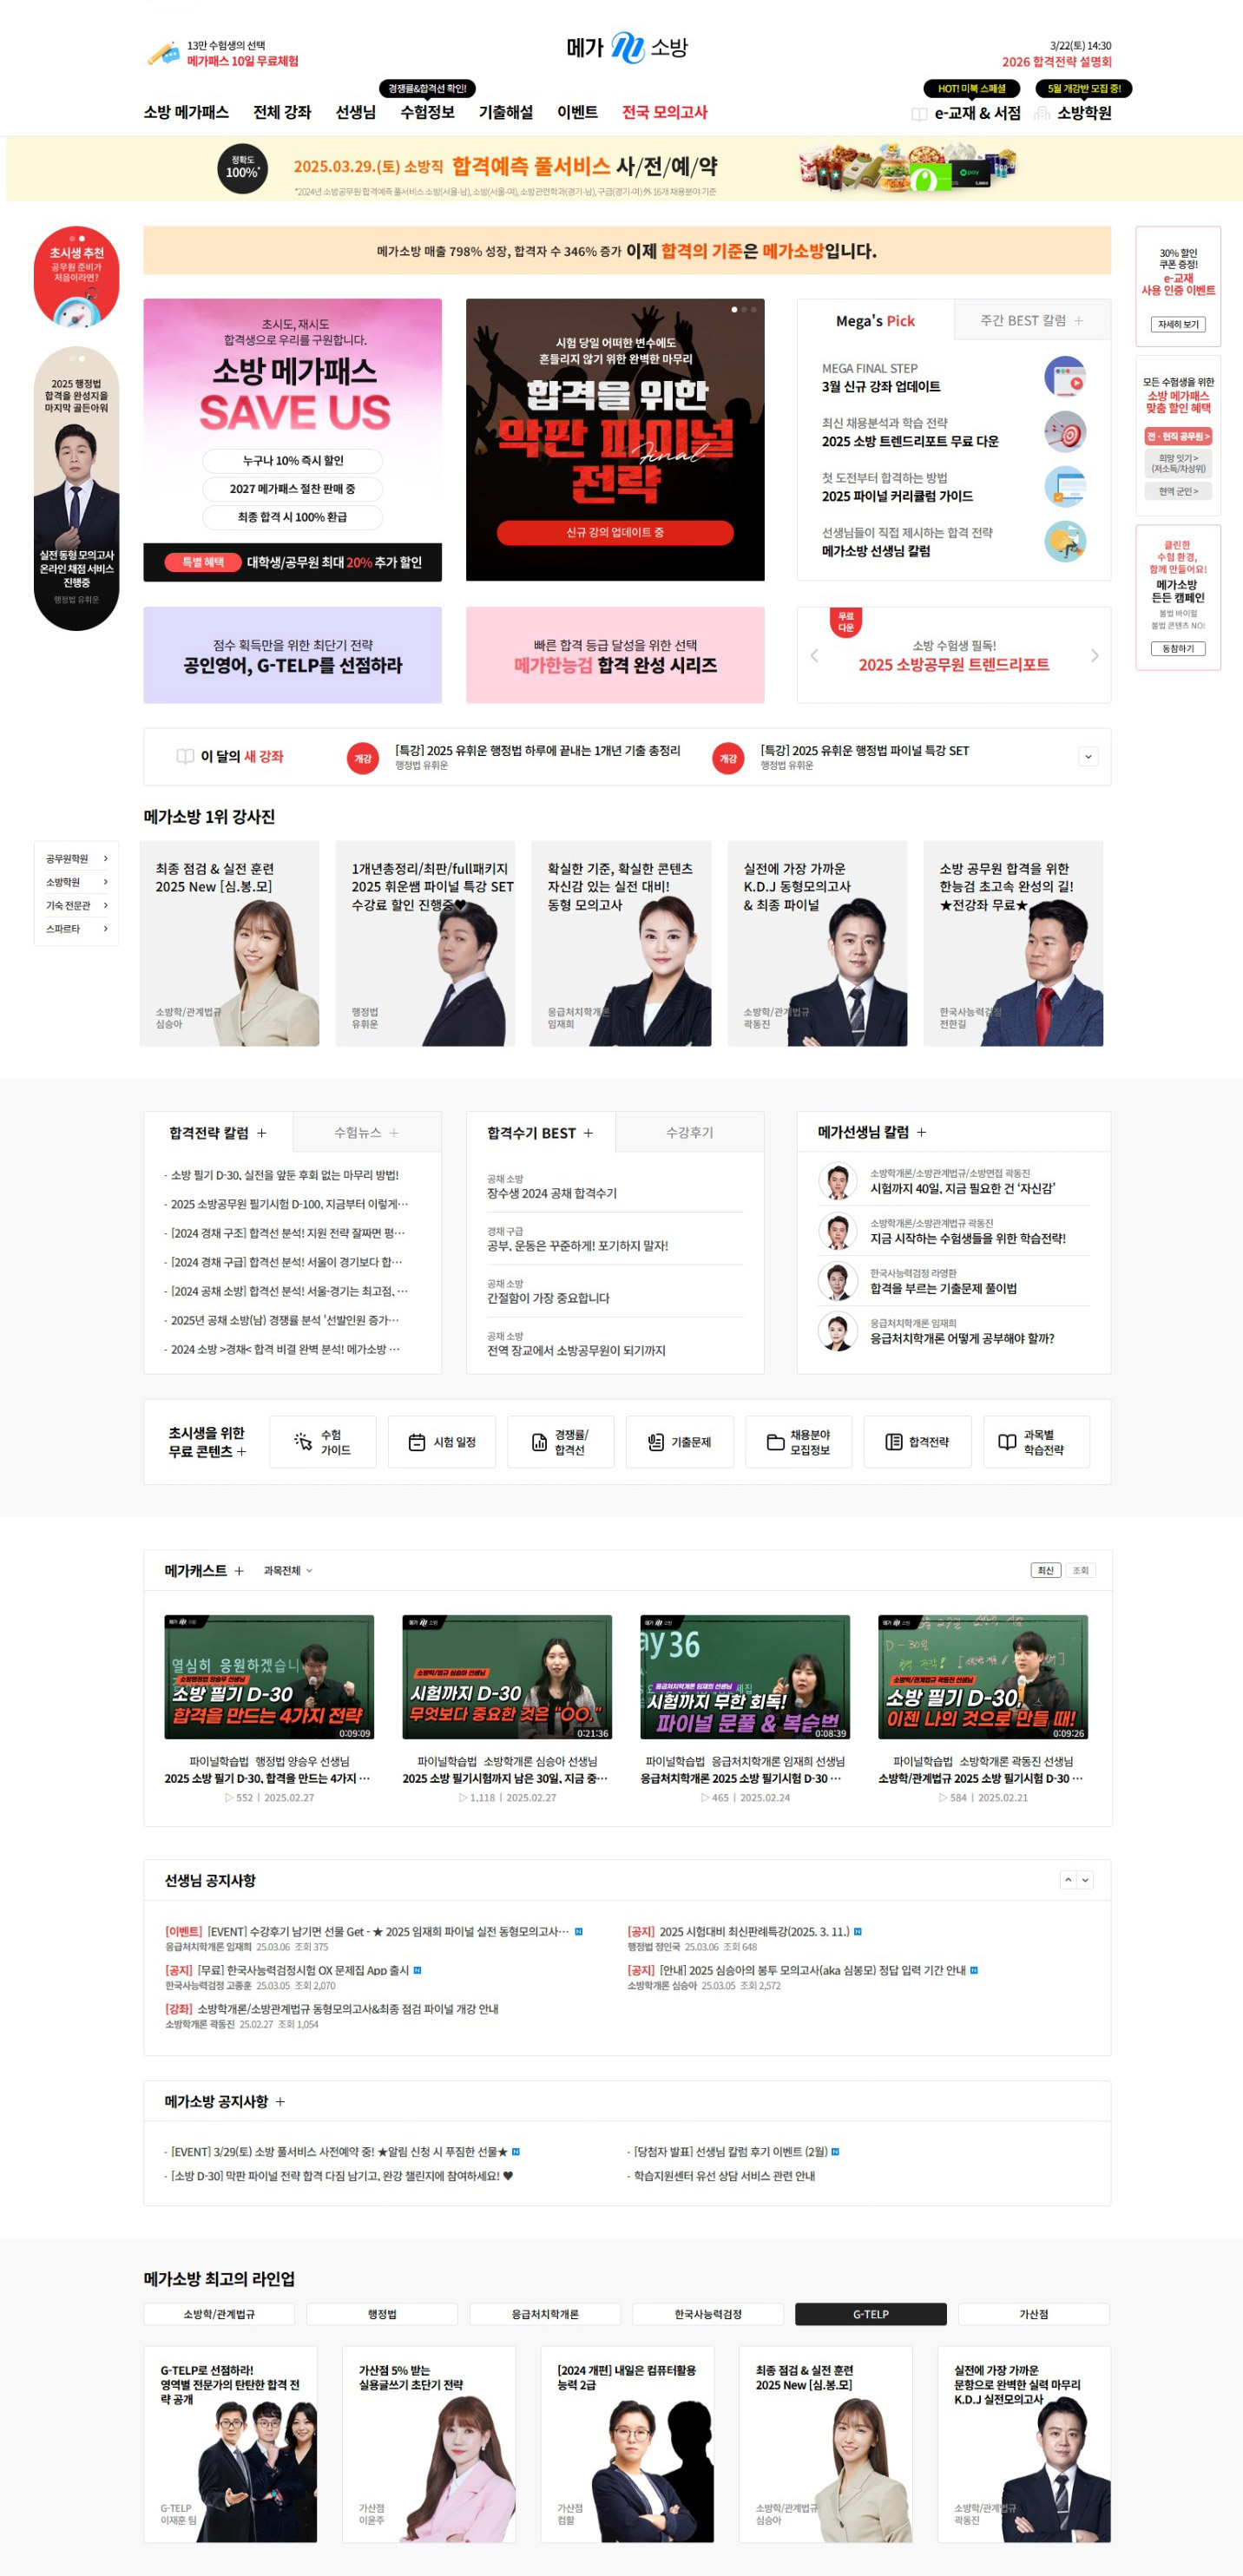 13만 수험생의 선택
메가패스 10일 무료체험
메가 소방
3/22(토) 14:30
2026 합격전략 설명회
경쟁률&합격선 확인!
HOT! 미북 스페셜
5월 개강반 모집 중!
소방 메가패스
전체 강좌
선생님
수험정보
기출해설
이벤트
전국 모의고사
e-교재 & 서점
소방학원
정확도
100%*
2025.03.29.(토) 소방직 합격예측 풀서비스 사/전/예/약
*2024년 소방공무원 합격예측 풀서비스 소방(서울-남), 소방(서울-여), 소방관련학과(경기-남), 구급(경기-여) 外 16개 채용분야 기준
초시생 추천
공무원 준비가
처음이라면?
메가소방 매출 798% 성장, 합격자 수 346% 증가 이제 합격의 기준은 메가소방입니다.
30% 할인
쿠폰 증정!
e-교재
사용 인증 이벤트
자세히 보기
2025 행정법
합격을 완성지을
마지막 골든아워
실전 동형 모의고사
온라인 채점 서비스
진행중
행정법 유휘운
초시도, 재시도
합격생으로 우리를 구원합니다.
소방 메가패스
SAVE US
누구나 10% 즉시 할인
2027 메가패스 절찬 판매 중
최종 합격 시 100% 환급
특별 혜택 대학생/공무원 최대 20% 추가 할인
시험 당일 어떠한 변수에도
흔들리지 않기 위한 완벽한 마무리
합격을 위한
막판 파이널
Final
전략
신규 강의 업데이트 중
Mega's Pick
주간 BEST 칼럼 +
MEGA FINAL STEP
3월 신규 강좌 업데이트
최신 채용분석과 학습 전략
2025 소방 트렌드리포트 무료 다운
첫 도전부터 합격하는 방법
2025 파이널 커리큘럼 가이드
선생님들이 직접 제시하는 합격 전략
메가소방 선생님 칼럼
모든 수험생을 위한
소방 메가패스
맞춤 할인 혜택
전 · 현직 공무원 >
희망 잇기 >
(저소득/차상위)
현역 군인 >
클린한
수험 환경,
함께 만들어요!
메가소방
든든 캠페인
불법 바이럴
불법 콘텐츠 NO!
동참하기
점수 획득만을 위한 최단기 전략
공인영어, G-TELP를 선점하라
빠른 합격 등급 달성을 위한 선택
메가한능검 합격 완성 시리즈
무료
다운
소방 수험생 필독!
2025 소방공무원 트렌드리포트
이 달의 새 강좌
개강
[특강] 2025 유휘운 행정법 하루에 끝내는 1개년 기출 총정리
행정법 유휘운
개강
[특강] 2025 유휘운 행정법 파이널 특강 SET
행정법 유휘운
메가소방 1위 강사진
공무원학원
소방학원
기숙 전문관
스파르타
최종 점검 & 실전 훈련
2025 New [심.봉.모]
소방학/관계법규
심승아
1개년총정리/최판/full패키지
2025 휘운쌤 파이널 특강 SET
수강료 할인 진행중♥
행정법
유휘운
확실한 기준, 확실한 콘텐츠
자신감 있는 실전 대비!
동형 모의고사
응급처치학개론
임재희
실전에 가장 가까운
K.D.J 동형모의고사
& 최종 파이널
소방학/관계법규
곽동진
소방 공무원 합격을 위한
한능검 초고속 완성의 길!
★전강좌 무료★
한국사능력검정
전한길
합격전략 칼럼 +
수험뉴스 +
· 소방 필기 D-30, 실전을 앞둔 후회 없는 마무리 방법!
· 2025 소방공무원 필기시험 D-100, 지금부터 이렇게…
· [2024 경채 구조] 합격선 분석! 지원 전략 잘짜면 평…
· [2024 경채 구급] 합격선 분석! 서울이 경기보다 합…
· [2024 공채 소방] 합격선 분석! 서울·경기는 최고점, …
· 2025년 공채 소방(남) 경쟁률 분석 '선발인원 증가…
· 2024 소방 >경채< 합격 비결 완벽 분석! 메가소방 …
합격수기 BEST +
수강후기
공채 소방
장수생 2024 공채 합격수기
경채 구급
공부, 운동은 꾸준하게! 포기하지 말자!
공채 소방
간절함이 가장 중요합니다
공채 소방
전역 장교에서 소방공무원이 되기까지
메가선생님 칼럼 +
소방학개론/소방관계법규/소방면접 곽동진
시험까지 40일, 지금 필요한 건 ‘자신감’
소방학개론/소방관계법규 곽동진
지금 시작하는 수험생들을 위한 학습전략!
한국사능력검정 라영환
합격을 부르는 기출문제 풀이법
응급처치학개론 임재희
응급처치학개론 어떻게 공부해야 할까?
초시생을 위한
무료 콘텐츠 +
수험
가이드
시험 일정
경쟁률/
합격선
기출문제
채용분야
모집정보
합격전략
과목별
학습전략
메가캐스트 +
과목전체
최신
조회
열심히 응원하겠습니
소방행정법 양승우 선생님
소방 필기 D-30
합격을 만드는 4가지 전략
0:09:09
파이널학습법 행정법 양승우 선생님
2025 소방 필기 D-30, 합격을 만드는 4가지 …
▷ 552 | 2025.02.27
소방학/법규 심승아 선생님
시험까지 D-30
무엇보다 중요한 것은 "OO."
0:21:36
파이널학습법 소방학개론 심승아 선생님
2025 소방 필기시험까지 남은 30일, 지금 중…
▷ 1,118 | 2025.02.27
ay 36
응급처치학개론 임재희 선생님
시험까지 무한 회독!
파이널 문풀 & 복습법
0:08:39
파이널학습법 응급처치학개론 임재희 선생님
응급처치학개론 2025 소방 필기시험 D-30 …
▷ 465 | 2025.02.24
D-30일
소방학/관계법규 곽동진 선생님
소방 필기 D-30,
이젠 나의 것으로 만들 때!
0:09:26
파이널학습법 소방학개론 곽동진 선생님
소방학/관계법규 2025 소방 필기시험 D-30 …
▷ 584 | 2025.02.21
선생님 공지사항
[이벤트] [EVENT] 수강후기 남기면 선물 Get - ★ 2025 임재희 파이널 실전 동형모의고사… N
응급처치학개론 임재희 25.03.06 조회 375
[공지] 2025 시험대비 최신판례특강(2025. 3. 11.) N
행정법 정인국 25.03.06 조회 648
[공지] [무료] 한국사능력검정시험 OX 문제집 App 출시 N
한국사능력검정 고종훈 25.03.05 조회 2,070
[공지] [안내] 2025 심승아의 봉투 모의고사(aka 심봉모) 정답 입력 기간 안내 N
소방학개론 심승아 25.03.05 조회 2,572
[강좌] 소방학개론/소방관계법규 동형모의고사&최종 점검 파이널 개강 안내
소방학개론 곽동진 25.02.27 조회 1,054
메가소방 공지사항 +
· [EVENT] 3/29(토) 소방 풀서비스 사전예약 중! ★알림 신청 시 푸짐한 선물★ N
· [당첨자 발표] 선생님 칼럼 후기 이벤트 (2월) N
· [소방 D-30] 막판 파이널 전략 합격 다짐 남기고, 완강 챌린지에 참여하세요! ♥
· 학습지원센터 유선 상담 서비스 관련 안내
메가소방 최고의 라인업
소방학/관계법규
행정법
응급처치학개론
한국사능력검정
G-TELP
가산점
G-TELP로 선점하라!
영역별 전문가의 탄탄한 합격 전
략 공개
G-TELP
이재훈 팀
가산점 5% 받는
실용글쓰기 초단기 전략
가산점
이윤주
[2024 개편] 내일은 컴퓨터활용
능력 2급
가산점
컴활
최종 점검 & 실전 훈련
2025 New [심.봉.모]
소방학/관계법규
심승아
실전에 가장 가까운
문항으로 완벽한 실력 마무리
K.D.J 실전모의고사
소방학/관계법규
곽동진